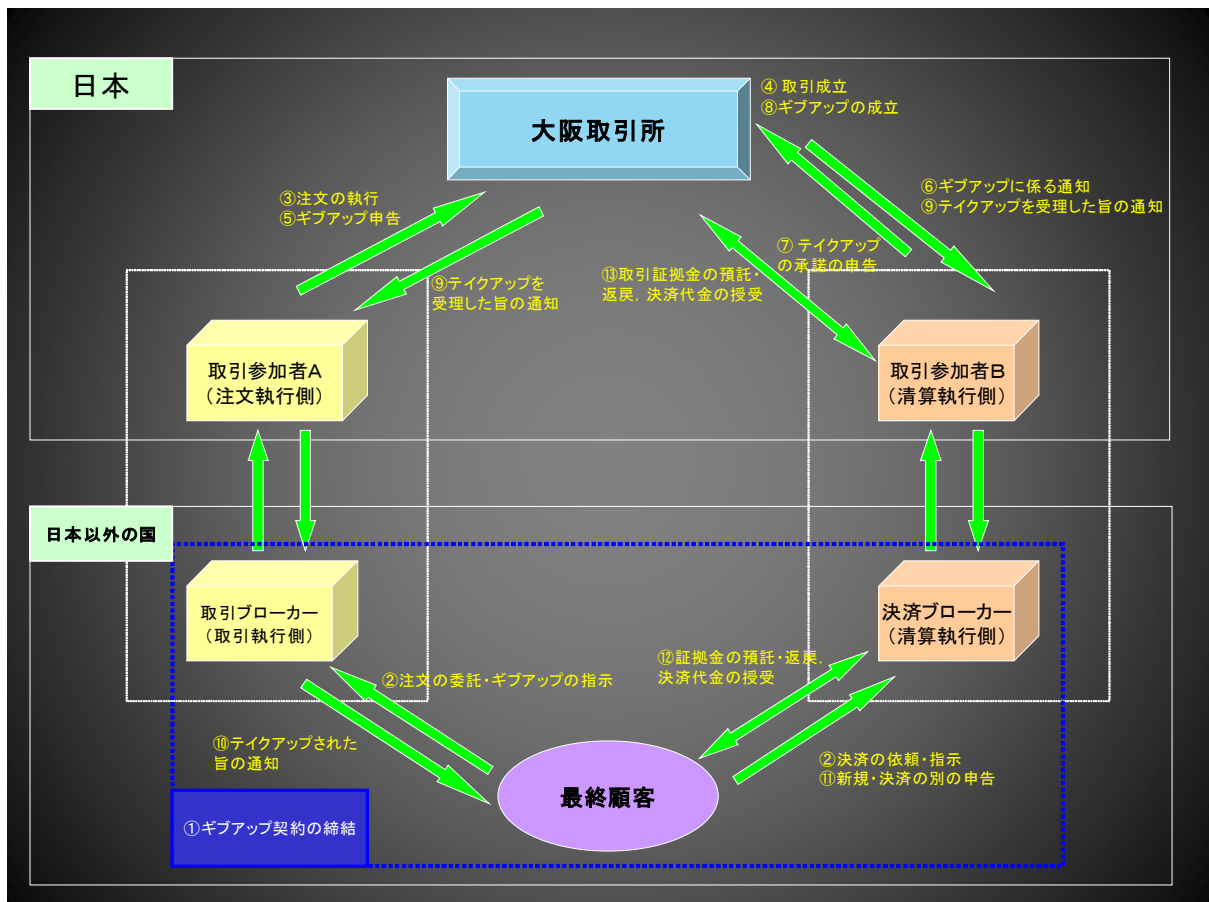 日本
大阪取引所
④ 取引成立
⑧ギブアップの成立
③注文の執行
⑤ギブアップ申告
⑥ギブアップに係る通知
⑨テイクアップを受理した旨の通知
⑦ テイクアップ
の承諾の申告
⑬取引証拠金の預託・
返戻, 決済代金の授受
⑨テイクアップを
受理した旨の通知
取引参加者A
（注文執行側）
取引参加者B
（清算執行側）
日本以外の国
取引ブローカー
（取引執行側）
決済ブローカー
（清算執行側）
②注文の委託・ギブアップの指示
⑫証拠金の預託・返戻,
決済代金の授受
⑩テイクアップされた
旨の通知
②決済の依頼・指示
⑪新規・決済の別の申告
最終顧客
①ギブアップ契約の締結